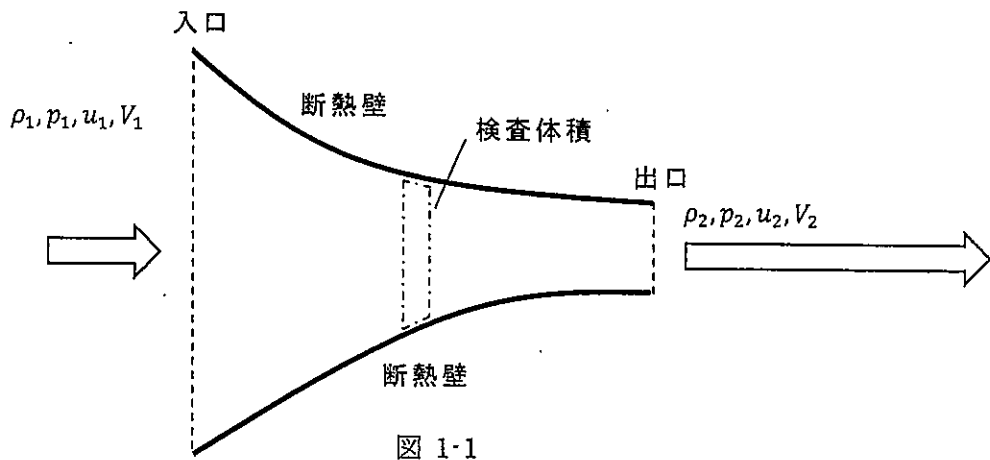 入口
断熱壁
ρ₁, p₁, u₁, V₁
検査体積
出口
ρ₂, p₂, u₂, V₂
断熱壁
図 1-1